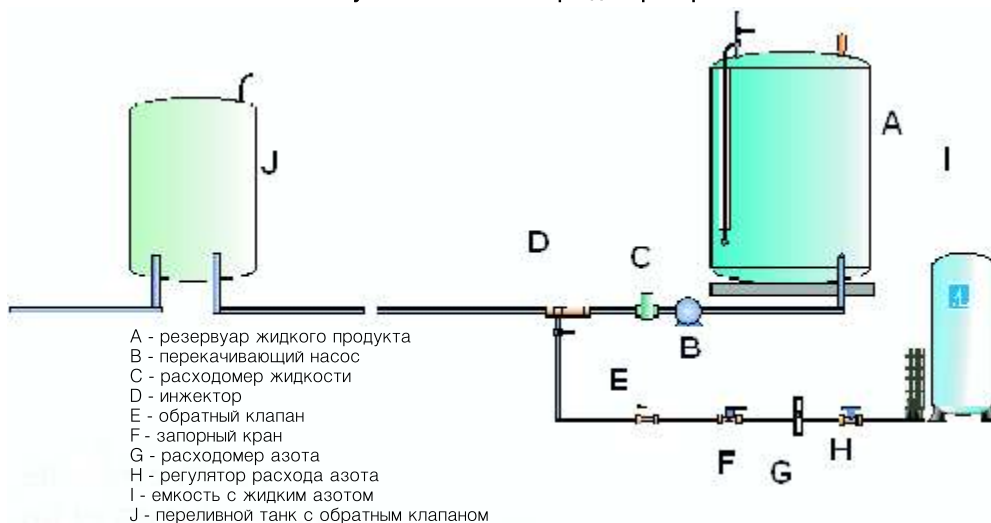 A
I
J
D
C
B
E
F
G
H
A - резервуар жидкого продукта
B - перекачивающий насос
C - расходомер жидкости
D - инжектор
E - обратный клапан
F - запорный кран
G - расходомер азота
H - регулятор расхода азота
I - емкость с жидким азотом
J - переливной танк с обратным клапаном